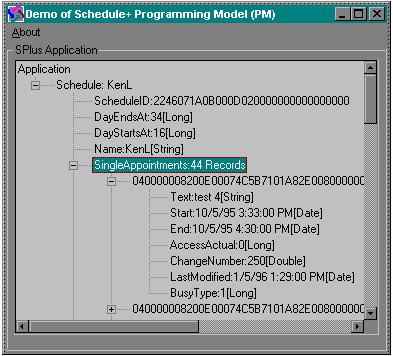 Demo of Schedule+ Programming Model (PM)
About
SPlus Application
Application
Schedule: KenL
ScheduleID:2246071A0B000D02000000000000000
DayEndsAt:34[Long]
DayStartsAt:16[Long]
Name:KenL[String]
SingleAppointments:44 Records
040000008200E00074C5B7101A82E00800000
Text:test 4[String]
Start:10/5/95 3:33:00 PM[Date]
End:10/5/95 4:30:00 PM[Date]
AccessActual:0[Long]
ChangeNumber:250[Double]
LastModified:1/5/96 1:29:00 PM[Date]
BusyType:1[Long]
040000008200E00074C5B7101A82E00800000